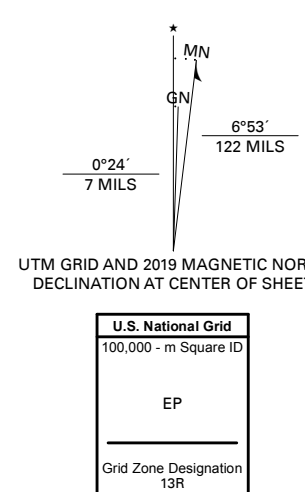 ★
MN
GN
6°53´
122 MILS
0°24´
7 MILS
UTM GRID AND 2019 MAGNETIC NOR
DECLINATION AT CENTER OF SHEET
U.S. National Grid
100,000 - m Square ID
EP
Grid Zone Designation
13R